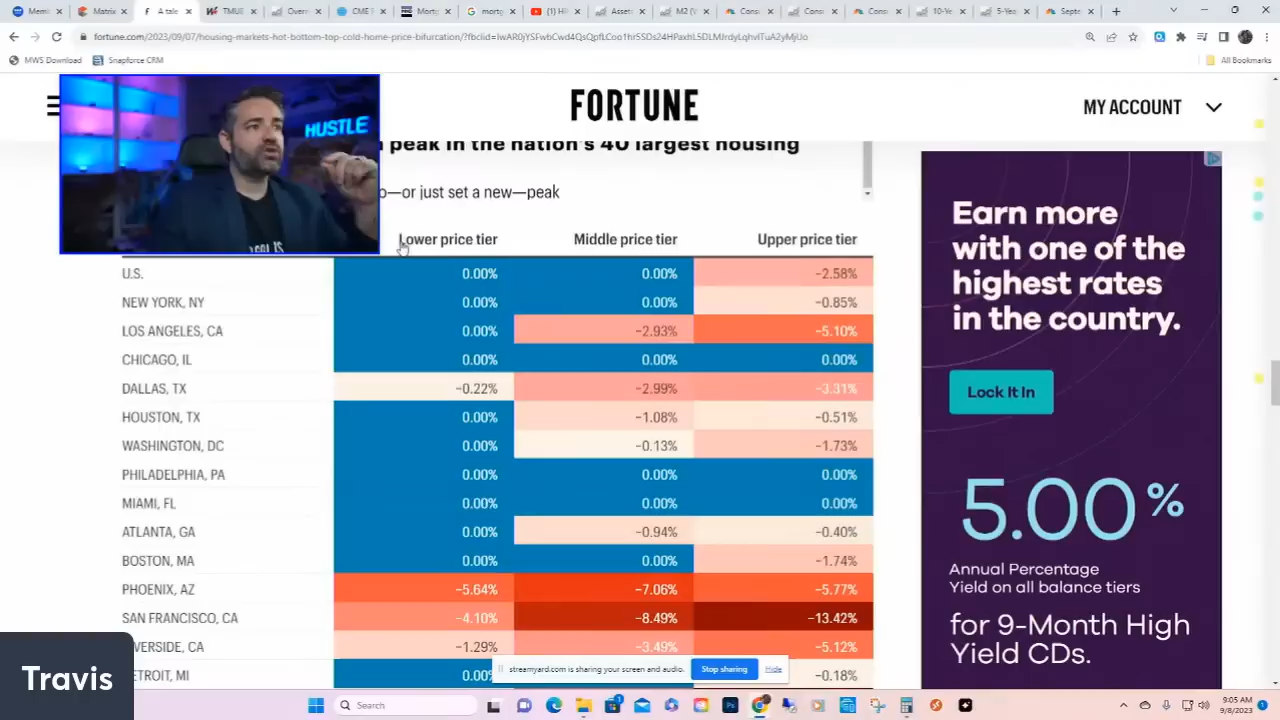 fortune.com/2023/09/07/housing-markets-hot-bottom-top-cold-home-price-bifurcation/?fbclid=
MWS Download
Snapforce CRM
All Bookmarks
FORTUNE
MY ACCOUNT
HUSTLE
peak in the nation's 40 largest housing
o—or just set a new—peak
Lower price tier Middle price tier Upper price tier
U.S. 0.00% 0.00% −2.58%
NEW YORK, NY 0.00% 0.00% −0.85%
LOS ANGELES, CA 0.00% −2.93% −5.10%
CHICAGO, IL 0.00% 0.00% 0.00%
DALLAS, TX −0.22% −2.99% −3.31%
HOUSTON, TX 0.00% −1.08% −0.51%
WASHINGTON, DC 0.00% −0.13% −1.73%
PHILADELPHIA, PA 0.00% 0.00% 0.00%
MIAMI, FL 0.00% 0.00% 0.00%
ATLANTA, GA 0.00% −0.94% −0.40%
BOSTON, MA 0.00% 0.00% −1.74%
PHOENIX, AZ −5.64% −7.06% −5.77%
SAN FRANCISCO, CA −4.10% −8.49% −13.42%
VERSIDE, CA −1.29% −3.49% −5.12%
ETROIT, MI 0.00 −0.18%
Earn more
with one of the
highest rates
in the country.
Lock It In
5.00%
Annual Percentage
Yield on all balance tiers
for 9-Month High
Yield CDs.
streamyard.com is sharing your screen and audio.
Stop sharing
Hide
Travis
Search
9:05 AM
9/8/2023